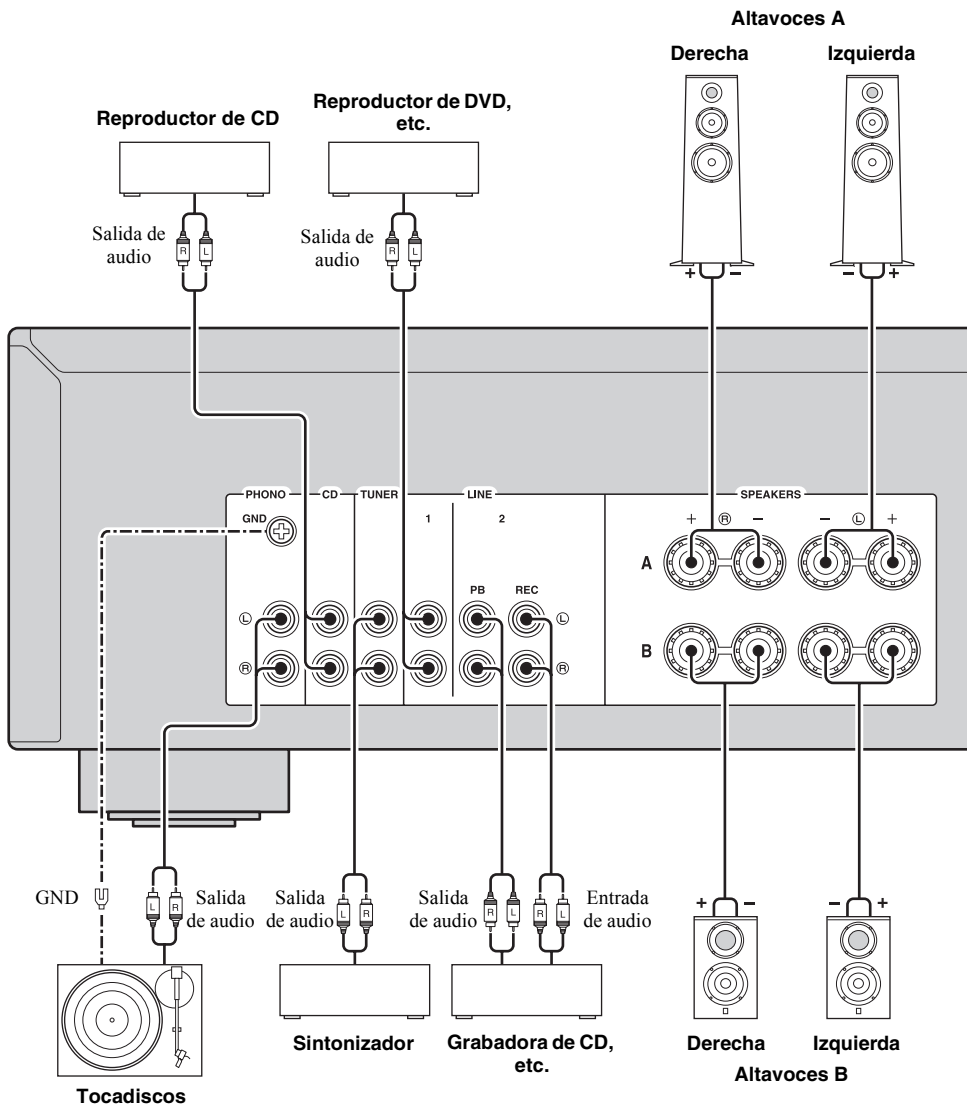 Altavoces A
Derecha
Izquierda
Reproductor de CD
Reproductor de DVD,
etc.
Salida de
audio
R L
Salida de
audio
R L
+ –
– +
PHONO
CD
TUNER
LINE
SPEAKERS
GND
1
2
+ R –
– L +
A
PB
REC
L
L
B
R
R
GND
L R
Salida
de audio
Salida
de audio
L R
Salida
de audio
R L
R L
Entrada
de audio
+ –
– +
Tocadiscos
Sintonizador
Grabadora de CD,
etc.
Derecha
Izquierda
Altavoces B